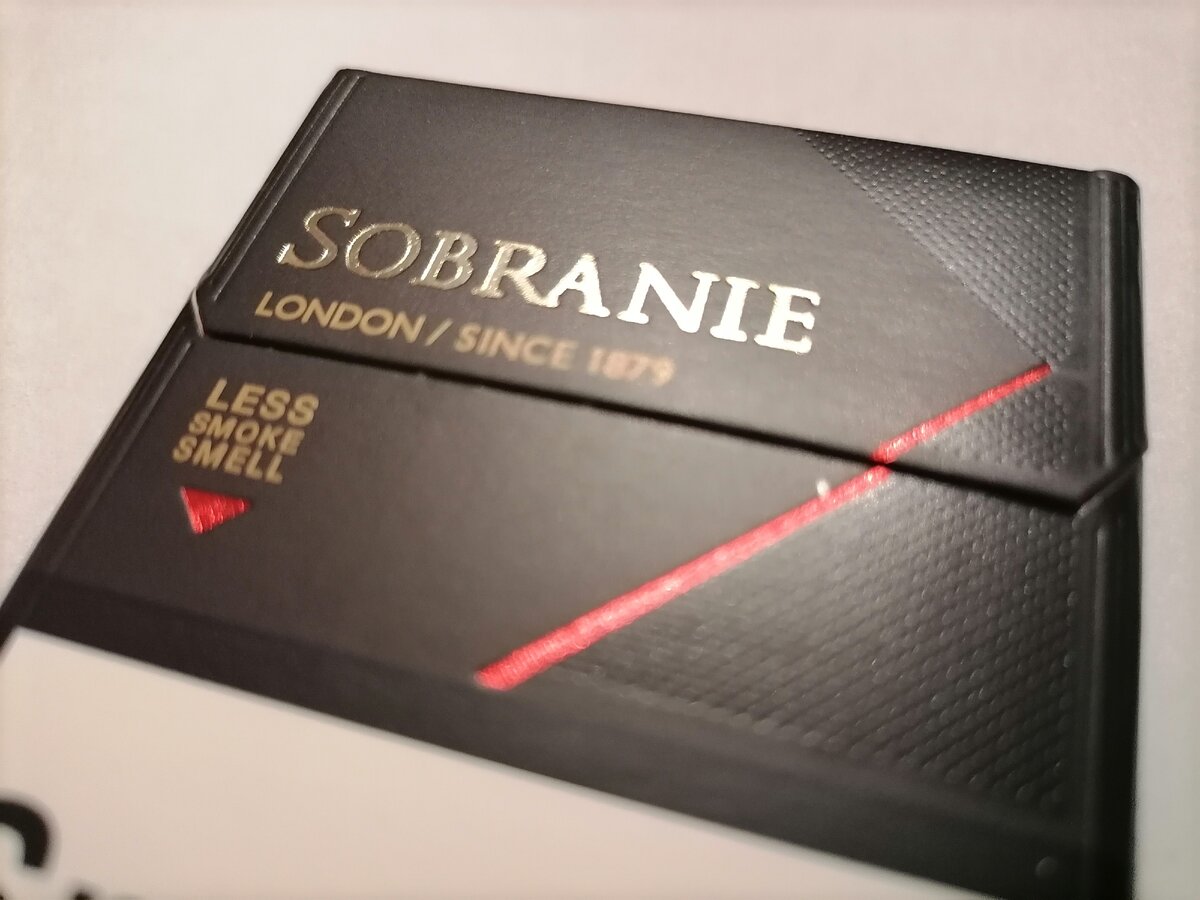 SOBRANIE
LONDON / SINCE 1879
LESS
SMOKE
SMELL